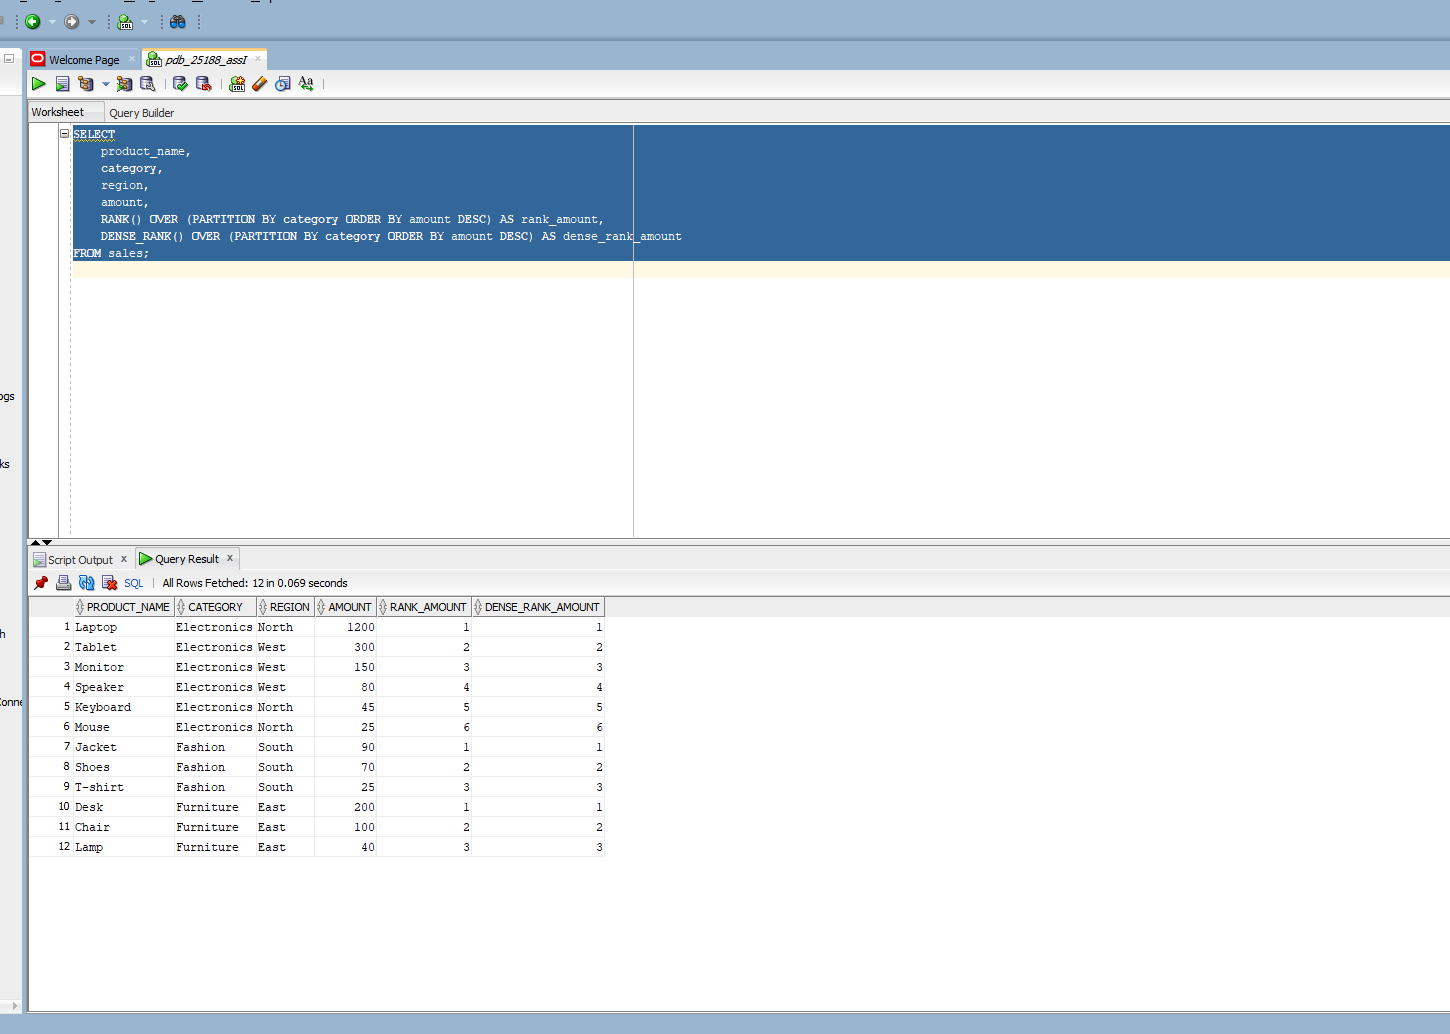 Welcome Page
pdb_25188_assI
Worksheet
Query Builder
SELECT
product_name,
category,
region,
amount,
RANK() OVER (PARTITION BY category ORDER BY amount DESC) AS rank_amount,
DENSE_RANK() OVER (PARTITION BY category ORDER BY amount DESC) AS dense_rank_amount
FROM sales;
ogs
ks
h
Conne
Script Output
Query Result
SQL
All Rows Fetched: 12 in 0.069 seconds
PRODUCT_NAME CATEGORY REGION AMOUNT RANK_AMOUNT DENSE_RANK_AMOUNT
1 Laptop Electronics North 1200 1 1
2 Tablet Electronics West 300 2 2
3 Monitor Electronics West 150 3 3
4 Speaker Electronics West 80 4 4
5 Keyboard Electronics North 45 5 5
6 Mouse Electronics North 25 6 6
7 Jacket Fashion South 90 1 1
8 Shoes Fashion South 70 2 2
9 T-shirt Fashion South 25 3 3
10 Desk Furniture East 200 1 1
11 Chair Furniture East 100 2 2
12 Lamp Furniture East 40 3 3